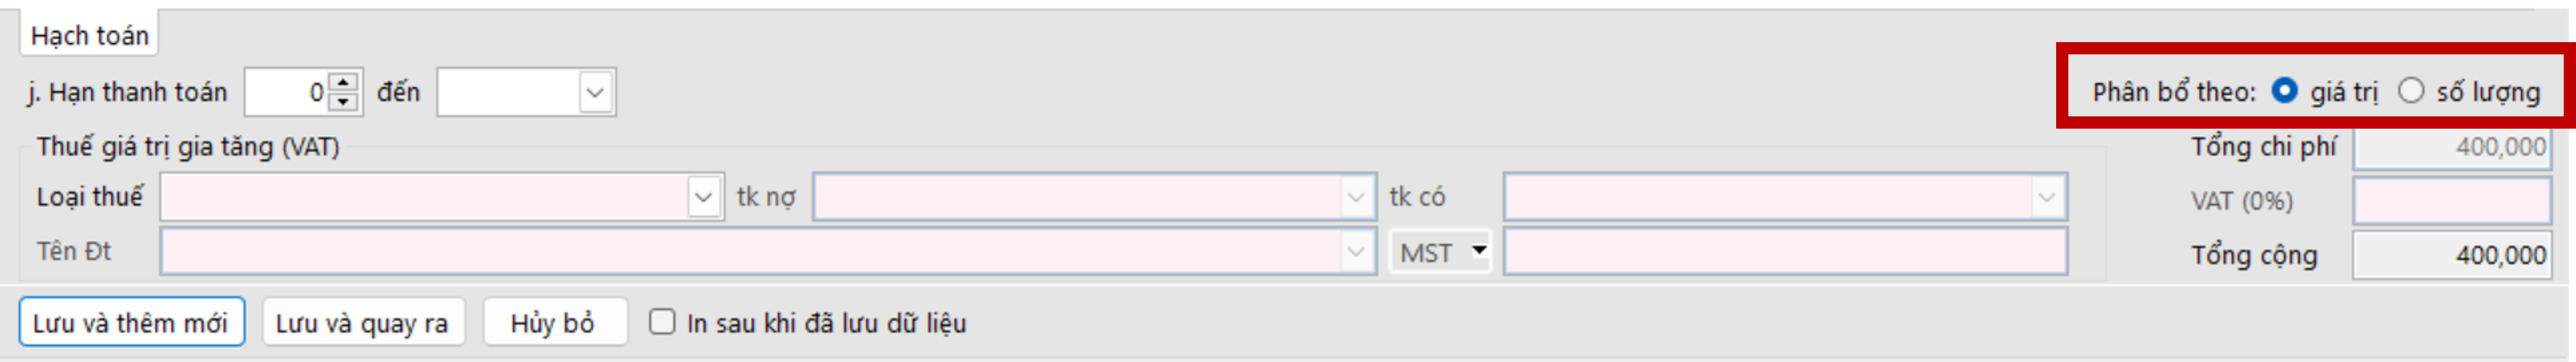 Hạch toán
j. Hạn thanh toán 0 đến Phân bổ theo: giá trị số lượng
Thuế giá trị gia tăng (VAT) Tổng chi phí 400,000
Loại thuế tk nợ tk có VAT (0%)
Tên Đt MST Tổng cộng 400,000
Lưu và thêm mới Lưu và quay ra Hủy bỏ In sau khi đã lưu dữ liệu